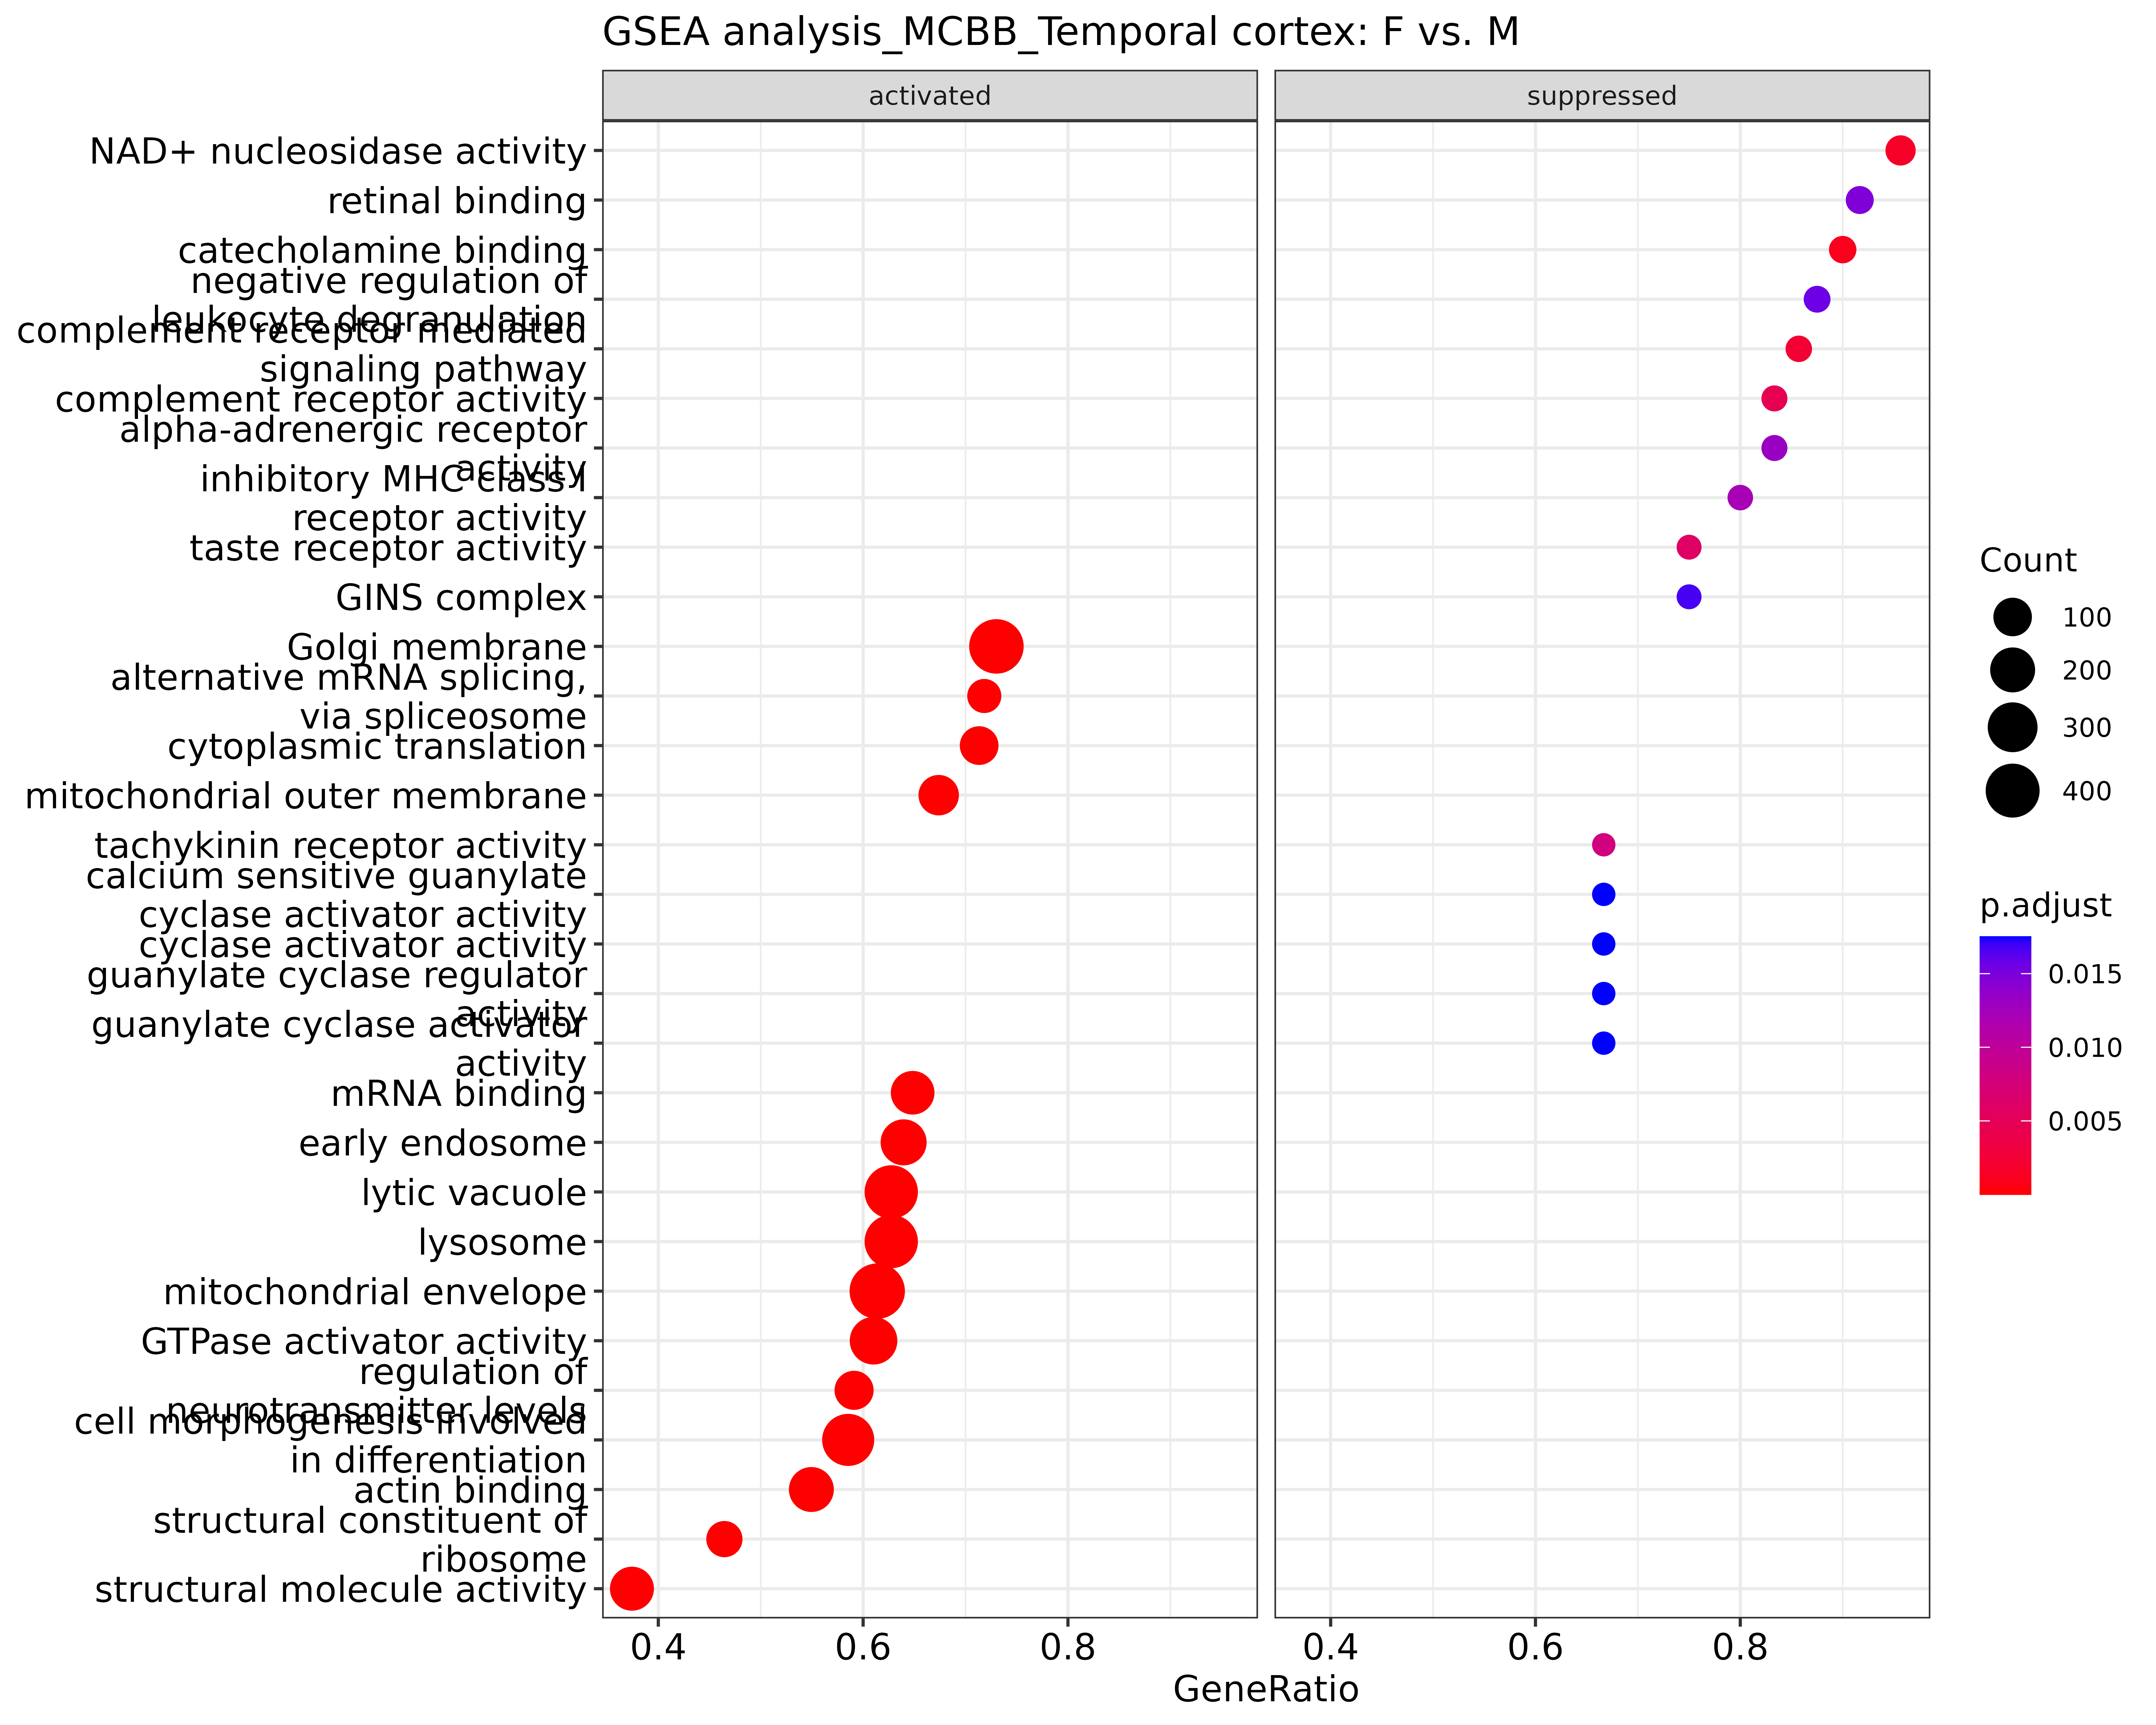 GSEA analysis_MCBB_Temporal cortex: F vs. M
activated
suppressed
NAD+ nucleosidase activity
retinal binding
catecholamine binding
negative regulation of
leukocyte degranulation
complement receptor mediated
signaling pathway
complement receptor activity
alpha-adrenergic receptor
activity
inhibitory MHC class I
receptor activity
taste receptor activity
GINS complex
Golgi membrane
alternative mRNA splicing,
via spliceosome
cytoplasmic translation
mitochondrial outer membrane
tachykinin receptor activity
calcium sensitive guanylate
cyclase activator activity
cyclase activator activity
guanylate cyclase regulator
activity
guanylate cyclase activator
activity
mRNA binding
early endosome
lytic vacuole
lysosome
mitochondrial envelope
GTPase activator activity
regulation of
neurotransmitter levels
cell morphogenesis involved
in differentiation
actin binding
structural constituent of
ribosome
structural molecule activity
0.4 0.6 0.8
0.4 0.6 0.8
GeneRatio
Count
100
200
300
400
p.adjust
0.015
0.010
0.005